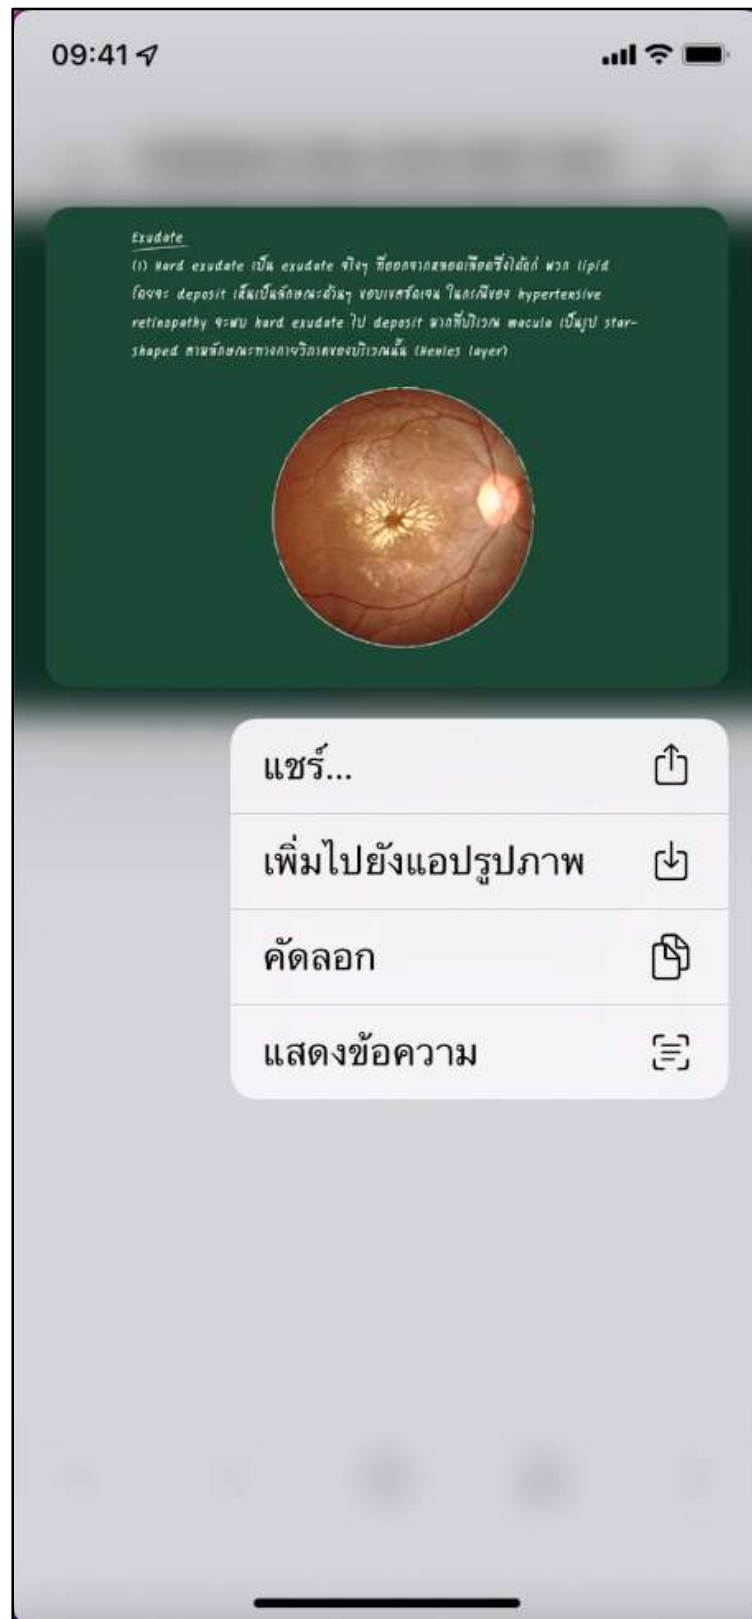 09:41
Exudate
(1) Hard exudate เป็น exudate จริงๆ ที่ออกจากหลอดเลือดซึ่งได้แก่ พวก lipid
โดยจะ deposit เห็นเป็นลักษณะด้านๆ ขอบเขตชัดเจน ในกรณีของ hypertensive
retinopathy จะพบ hard exudate ไป deposit มากที่บริเวณ macula เป็นรูป star-
shaped ตามลักษณะทางกายวิภาคของบริเวณนั้น (Henles layer)
แชร์...
เพิ่มไปยังแอปรูปภาพ
คัดลอก
แสดงข้อความ